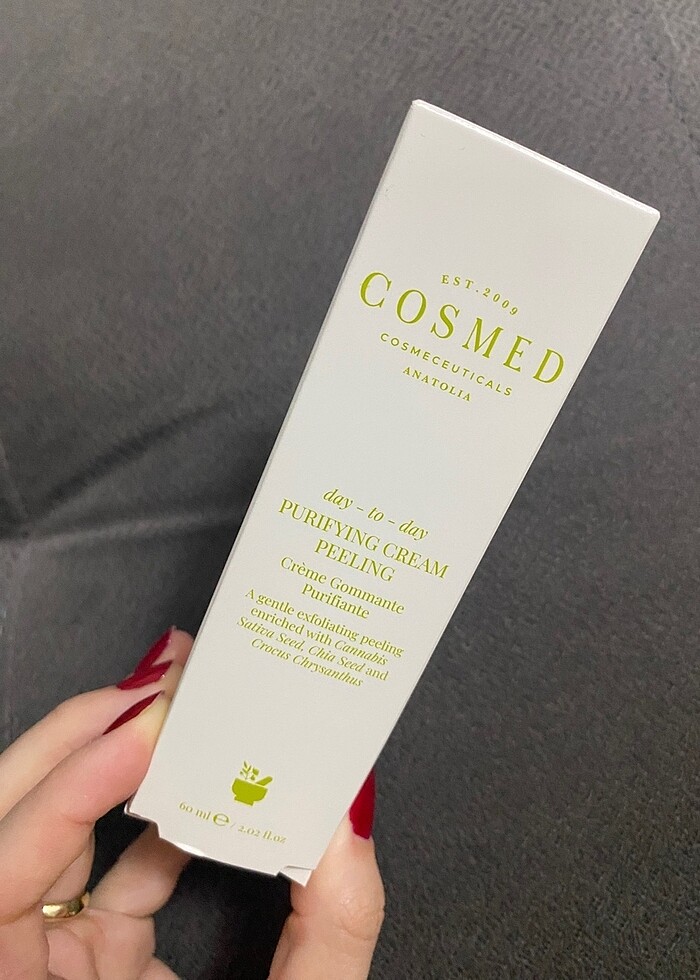 EST.2009
COSMED
COSMECEUTICALS
ANATOLIA
day - to - day
PURIFYING CREAM
PEELING
Crème Gommante
Purifiante
A gentle exfoliating peeling
enriched with Cannabis
Sativa Seed, Chia Seed and
Crocus Chrysanthus
60 ml ℮ / 2.02 fl.oz